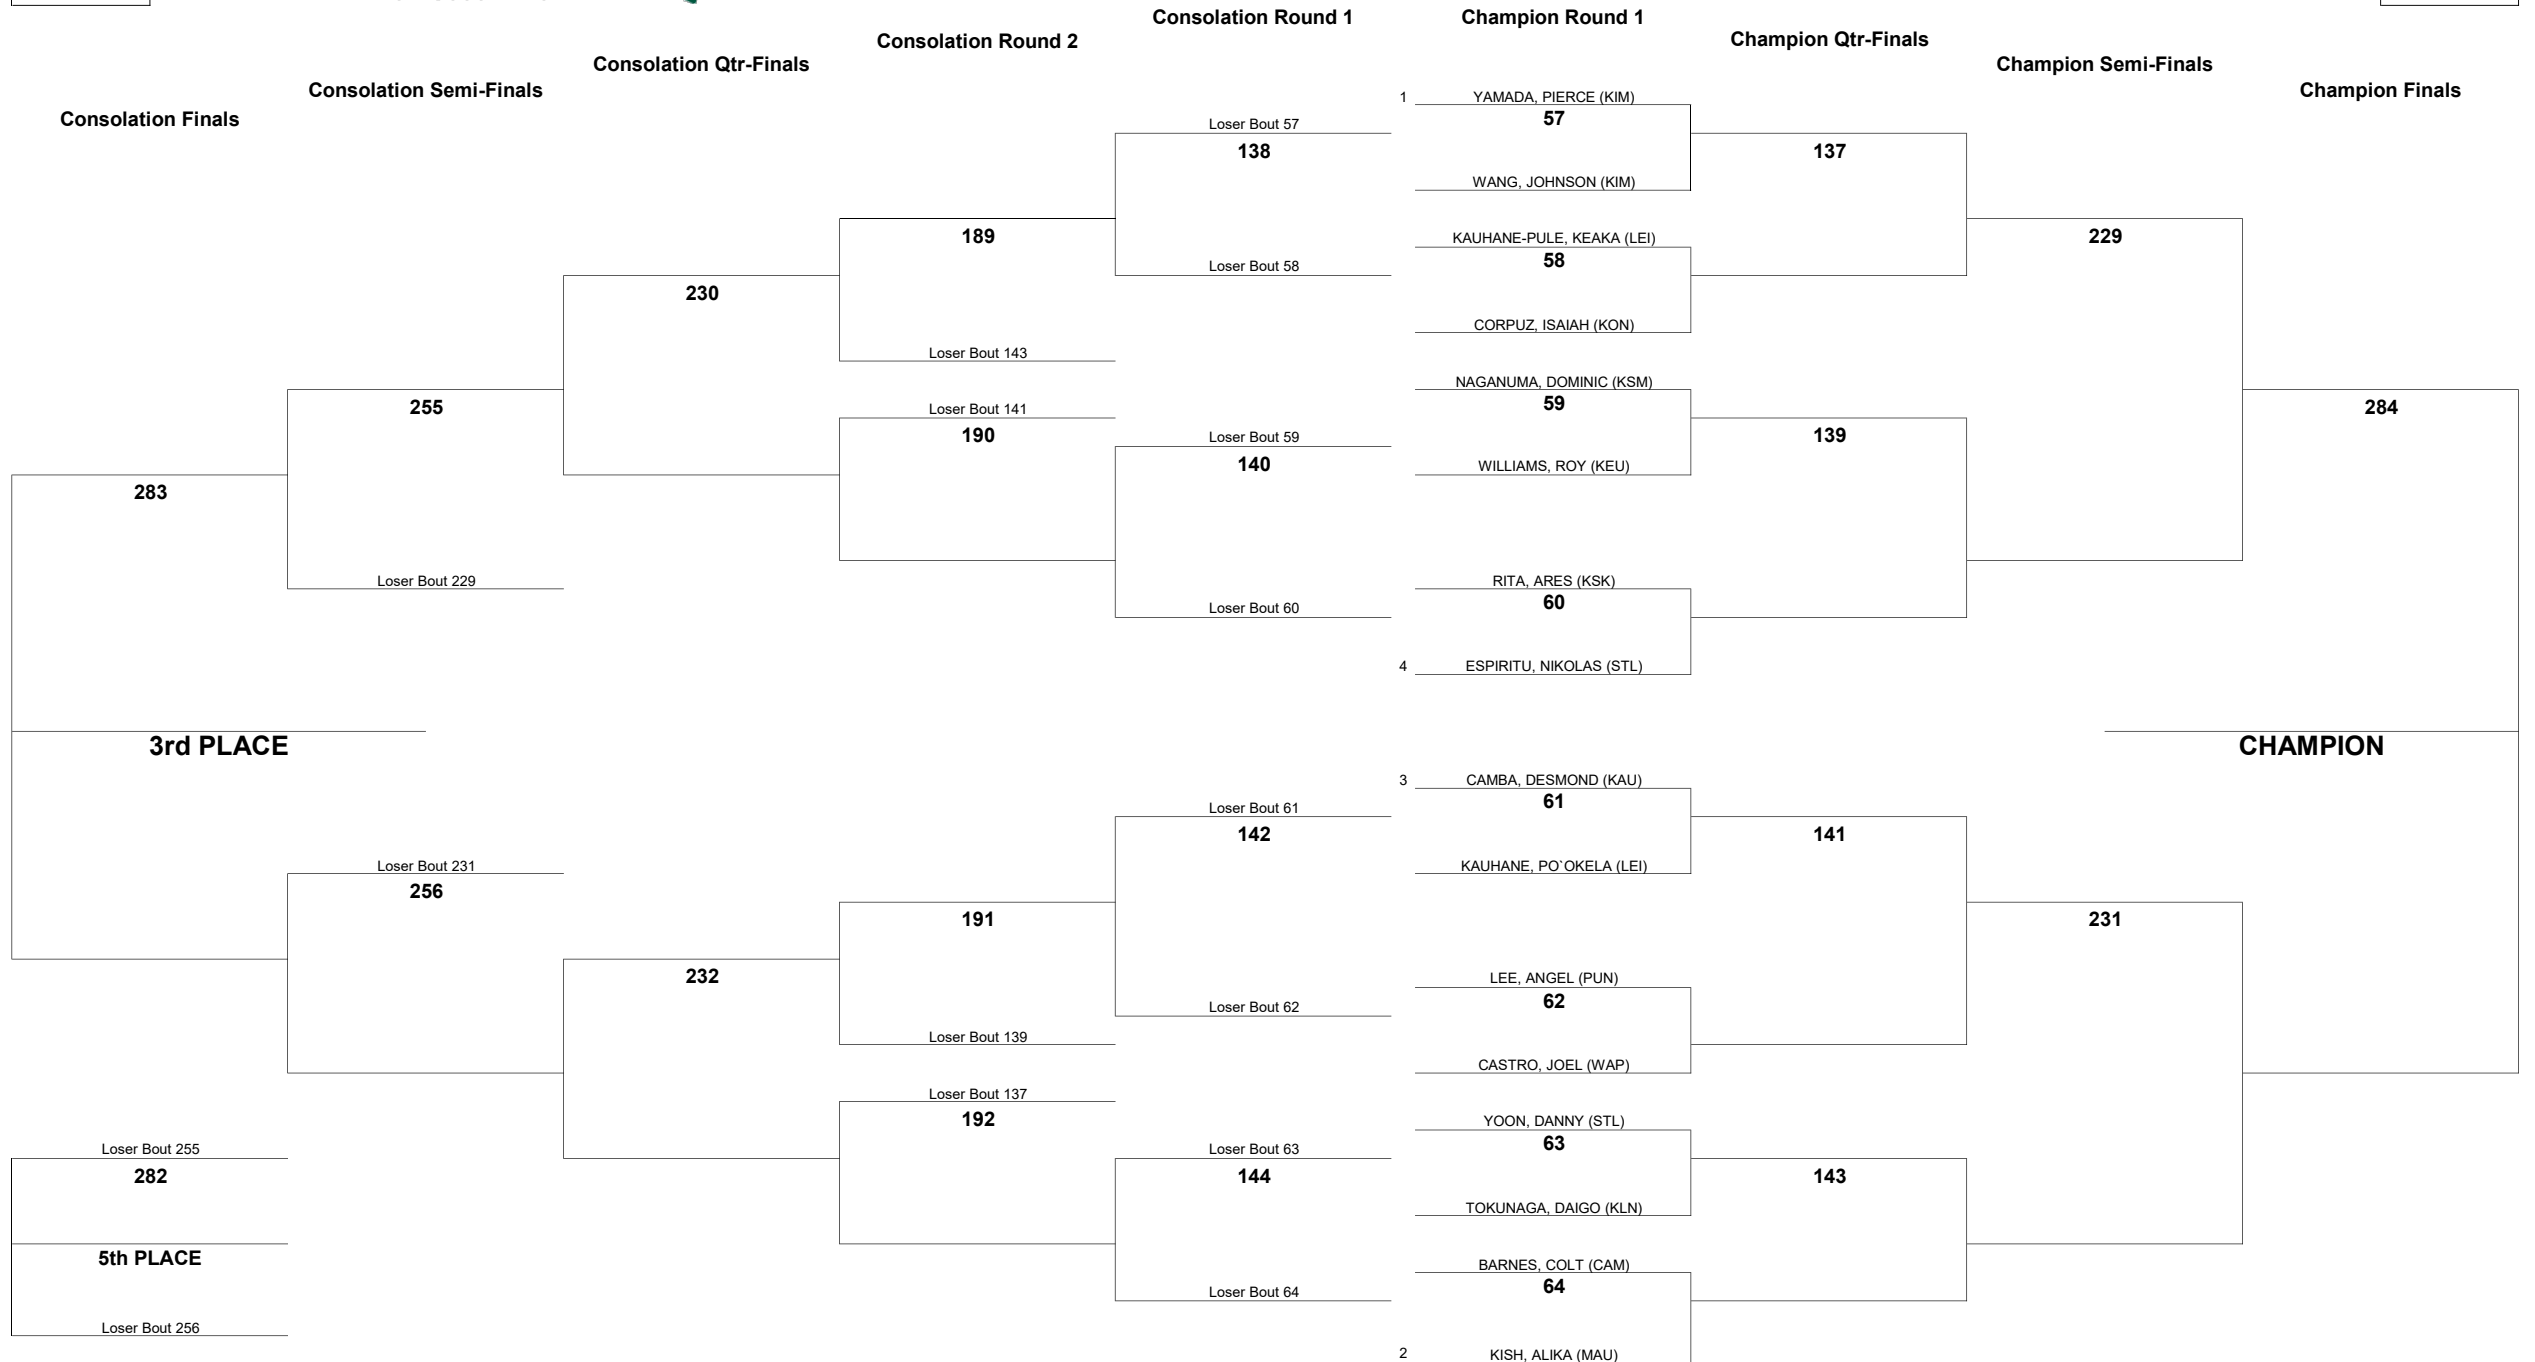 Consolation Round 1
Champion Round 1
Consolation Round 2
Champion Qtr-Finals
Consolation Qtr-Finals
Champion Semi-Finals
Consolation Semi-Finals
Champion Finals
Consolation Finals
1 YAMADA, PIERCE (KIM)
57
Loser Bout 57
138
137
WANG, JOHNSON (KIM)
189
229
KAUHANE-PULE, KEAKA (LEI)
58
Loser Bout 58
230
CORPUZ, ISAIAH (KON)
Loser Bout 143
NAGANUMA, DOMINIC (KSM)
59
255
Loser Bout 141
190
284
Loser Bout 59
140
139
WILLIAMS, ROY (KEU)
283
Loser Bout 229
RITA, ARES (KSK)
60
Loser Bout 60
4 ESPIRITU, NIKOLAS (STL)
3rd PLACE
CHAMPION
3 CAMBA, DESMOND (KAU)
61
Loser Bout 61
142
141
Loser Bout 231
256
KAUHANE, PO`OKELA (LEI)
191
231
232
LEE, ANGEL (PUN)
62
Loser Bout 62
Loser Bout 139
CASTRO, JOEL (WAP)
Loser Bout 137
192
YOON, DANNY (STL)
63
Loser Bout 255
282
Loser Bout 63
144
143
TOKUNAGA, DAIGO (KLN)
5th PLACE
BARNES, COLT (CAM)
64
Loser Bout 64
Loser Bout 256
2 KISH, ALIKA (MAU)